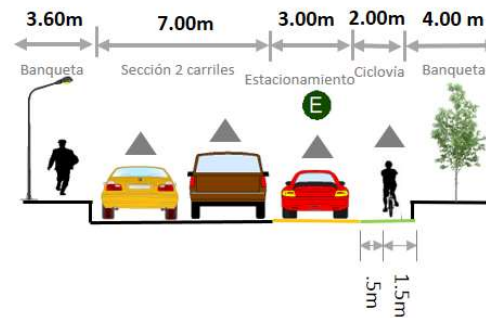 3.60m 7.00m 3.00m 2.00m 4.00 m
Banqueta Sección 2 carriles Estacionamiento Ciclovía Banqueta
E
.5m 1.5m